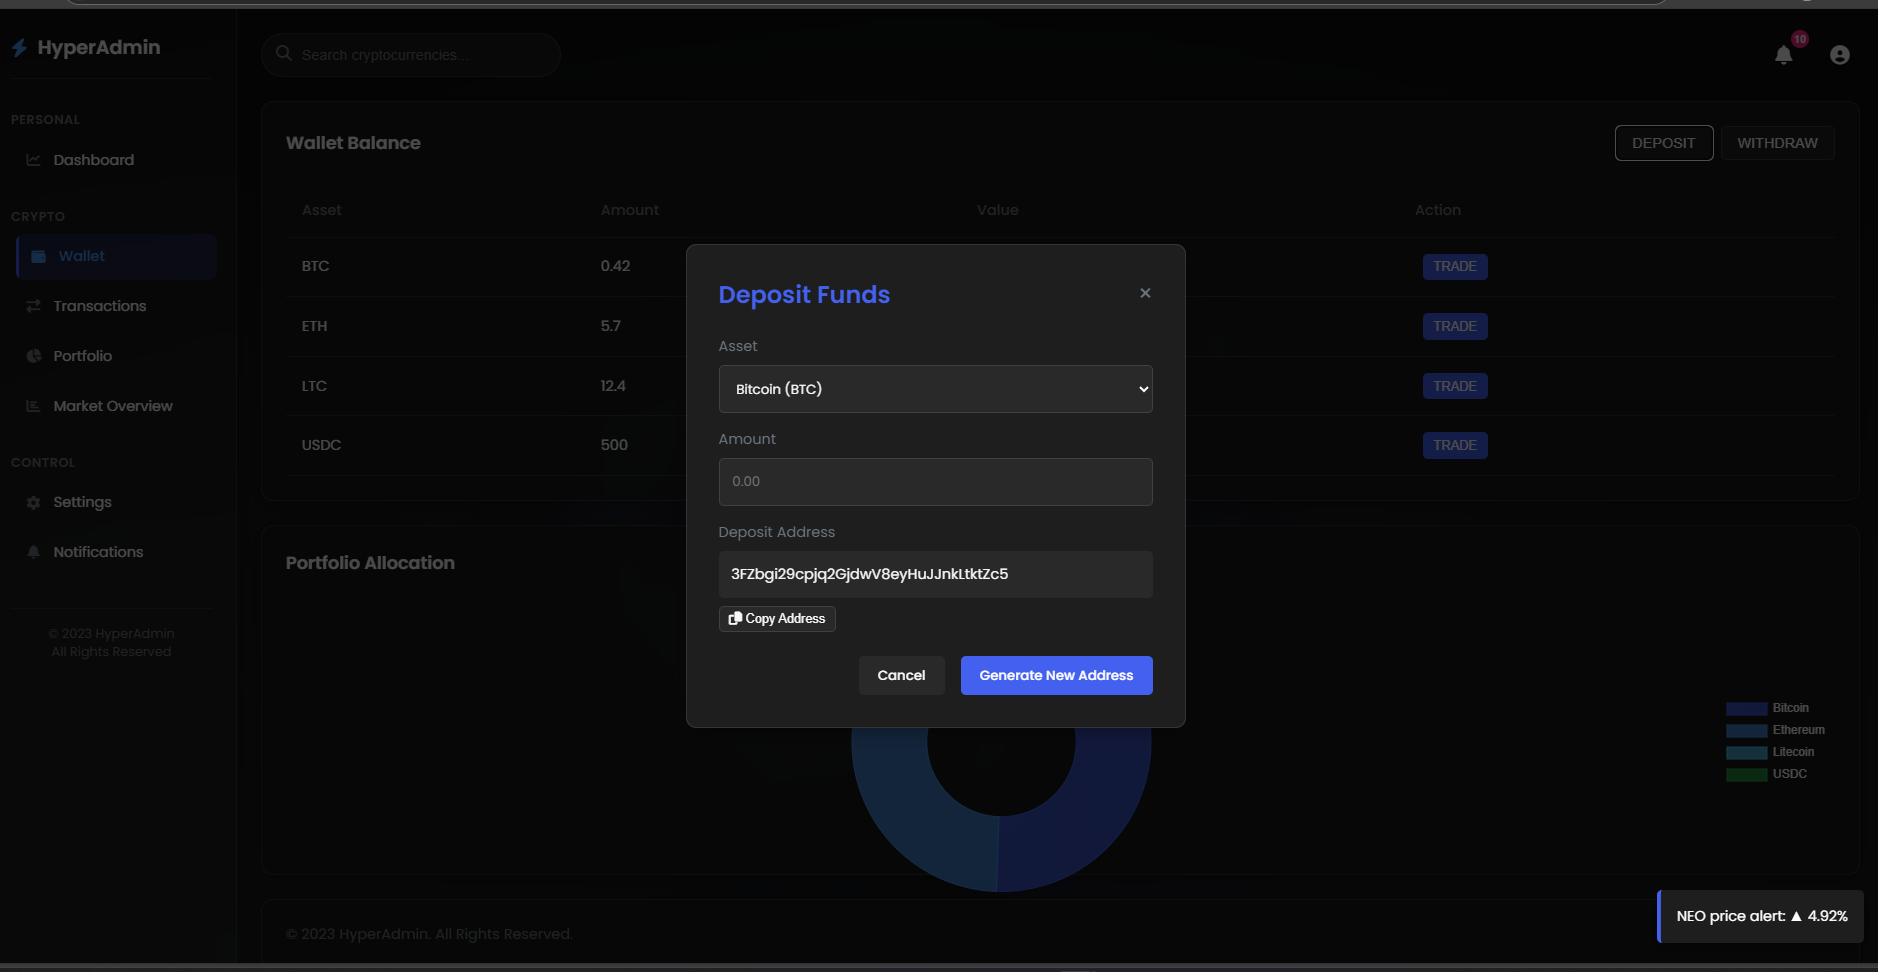 HyperAdmin
Search cryptocurrencies...
10
PERSONAL
Dashboard
CRYPTO
Wallet
Transactions
Portfolio
Market Overview
CONTROL
Settings
Notifications
© 2023 HyperAdmin
All Rights Reserved
Wallet Balance
DEPOSIT WITHDRAW
Asset Amount Value Action
BTC 0.42 TRADE
ETH 5.7 TRADE
LTC 12.4 TRADE
USDC 500 TRADE
Deposit Funds
Asset
Bitcoin (BTC)
Amount
0.00
Deposit Address
3FZbgi29cpjq2GjdwV8eyHuJJnkLtktZc5
Copy Address
Cancel Generate New Address
Portfolio Allocation
Bitcoin
Ethereum
Litecoin
USDC
NEO price alert: ▲ 4.92%
© 2023 HyperAdmin. All Rights Reserved.